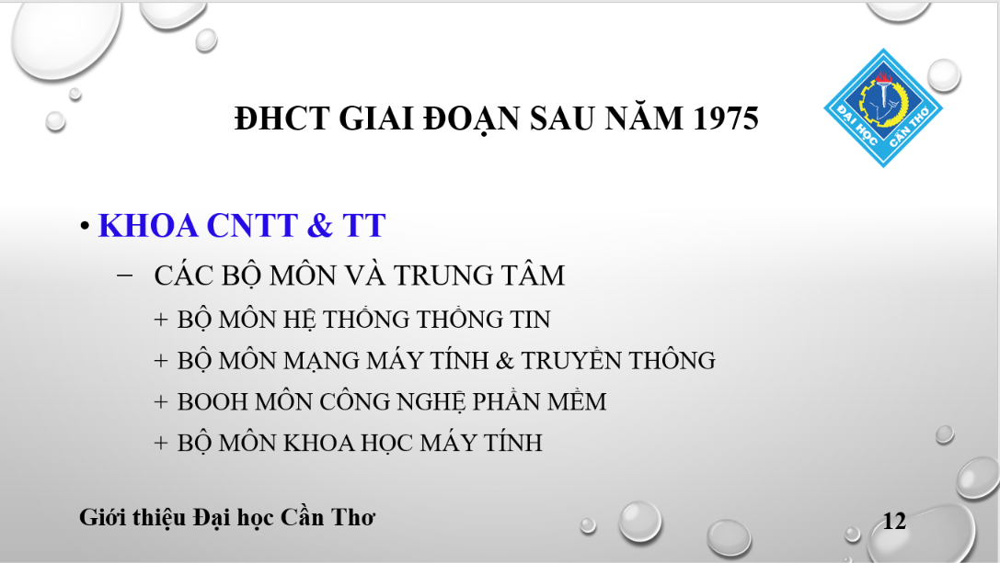 ĐHCT GIAI ĐOẠN SAU NĂM 1975
ĐẠI HỌC CẦN THƠ
• KHOA CNTT & TT
– CÁC BỘ MÔN VÀ TRUNG TÂM
+ BỘ MÔN HỆ THỐNG THỒNG TIN
+ BỘ MÔN MẠNG MÁY TÍNH & TRUYỀN THÔNG
+ BOOH MÔN CÔNG NGHỆ PHẦN MỀM
+ BỘ MÔN KHOA HỌC MÁY TÍNH
Giới thiệu Đại học Cần Thơ
12